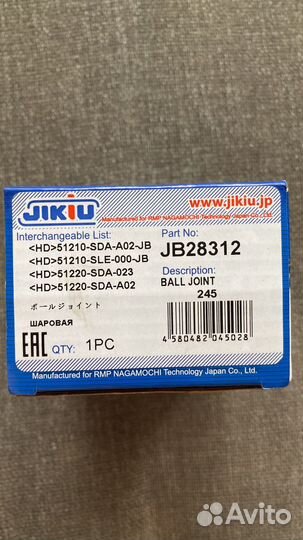 JIKIU
www.jikiu.jp
Manufactured for RMP NAGAMOCHI Technology Japan Co., Ltd.
Interchangeable List:
<HD>51210-SDA-A02-JB
<HD>51210-SLE-000-JB
<HD>51220-SDA-023
<HD>51220-SDA-A02
ボールジョイント
ШАРОВАЯ
EAC QTY: 1PC
Part No:
JB28312
Description:
BALL JOINT
245
4 580482 045028
Manufactured for RMP NAGAMOCHI Technology Japan Co., Ltd.
Avito